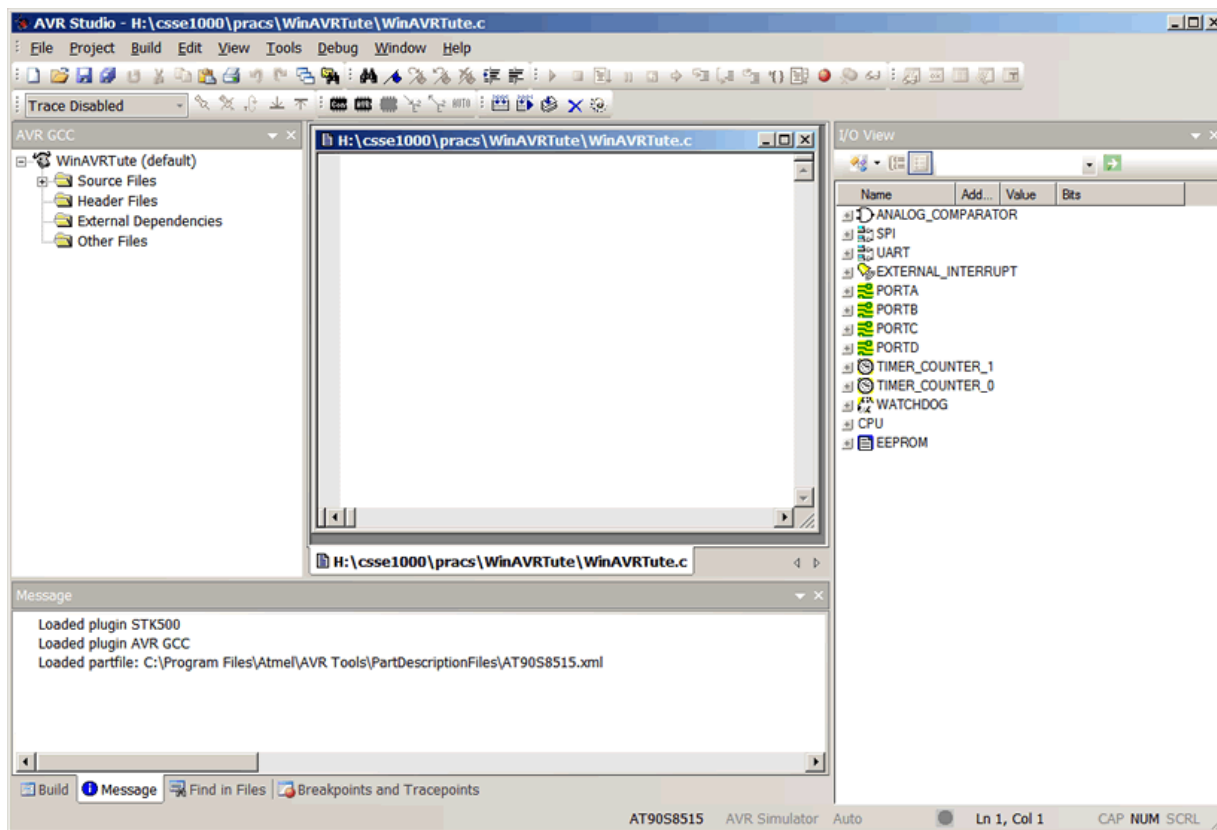 AVR Studio - H:\csse1000\pracs\WinAVRTute\WinAVRTute.c
File Project Build Edit View Tools Debug Window Help
Trace Disabled
AUTO
AVR GCC
WinAVRTute (default)
Source Files
Header Files
External Dependencies
Other Files
H:\csse1000\pracs\WinAVRTute\WinAVRTute.c
H:\csse1000\pracs\WinAVRTute\WinAVRTute.c
I/O View
Name Add... Value Bits
ANALOG_COMPARATOR
SPI
UART
EXTERNAL_INTERRUPT
PORTA
PORTB
PORTC
PORTD
TIMER_COUNTER_1
TIMER_COUNTER_0
WATCHDOG
CPU
EEPROM
Message
Loaded plugin STK500
Loaded plugin AVR GCC
Loaded partfile: C:\Program Files\Atmel\AVR Tools\PartDescriptionFiles\AT90S8515.xml
Build Message Find in Files Breakpoints and Tracepoints
AT90S8515 AVR Simulator Auto Ln 1, Col 1 CAP NUM SCRL